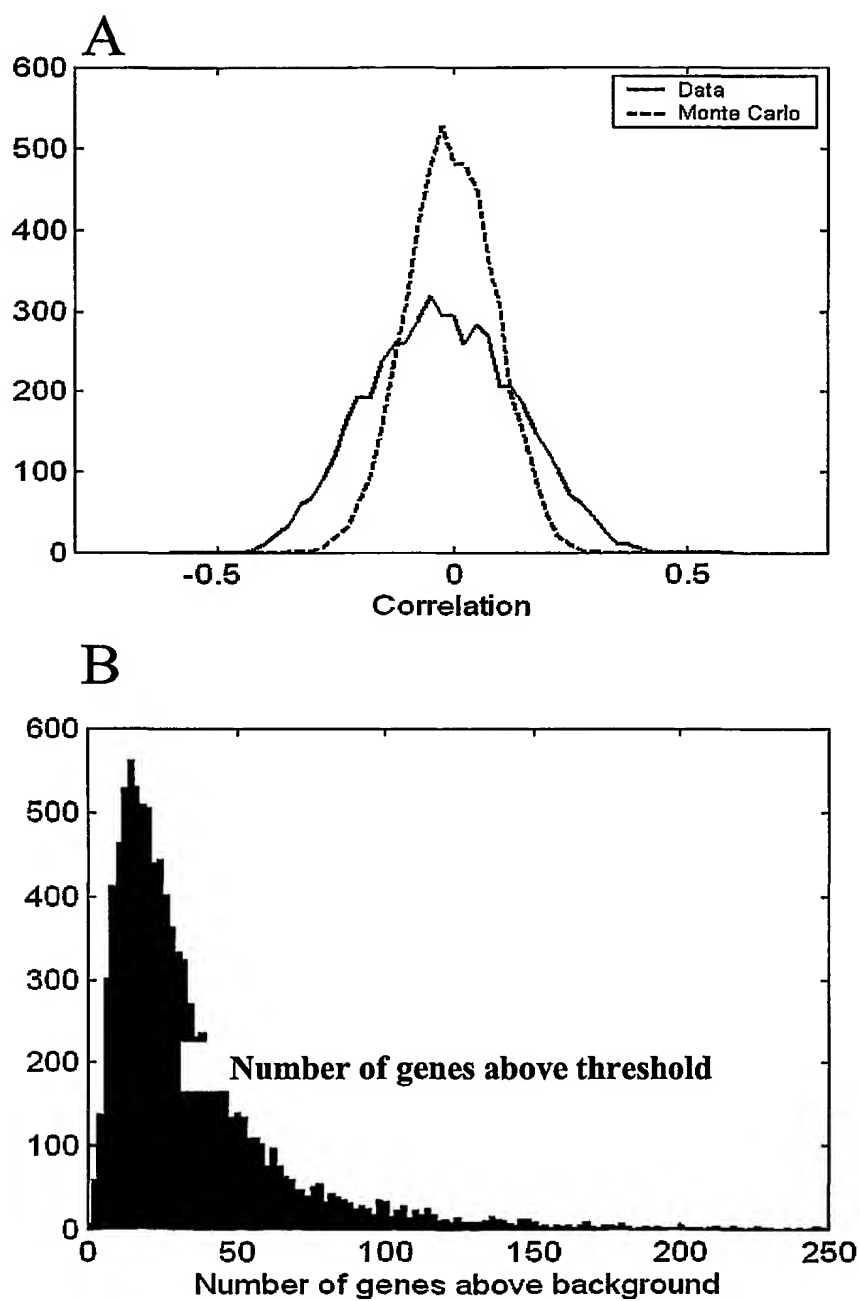 A
600
500
400
300
200
100
0
Data
Monte Carlo
-0.5 0 0.5
Correlation
B
600
500
400
300
200
100
0
Number of genes above threshold
0 50 100 150 200 250
Number of genes above background